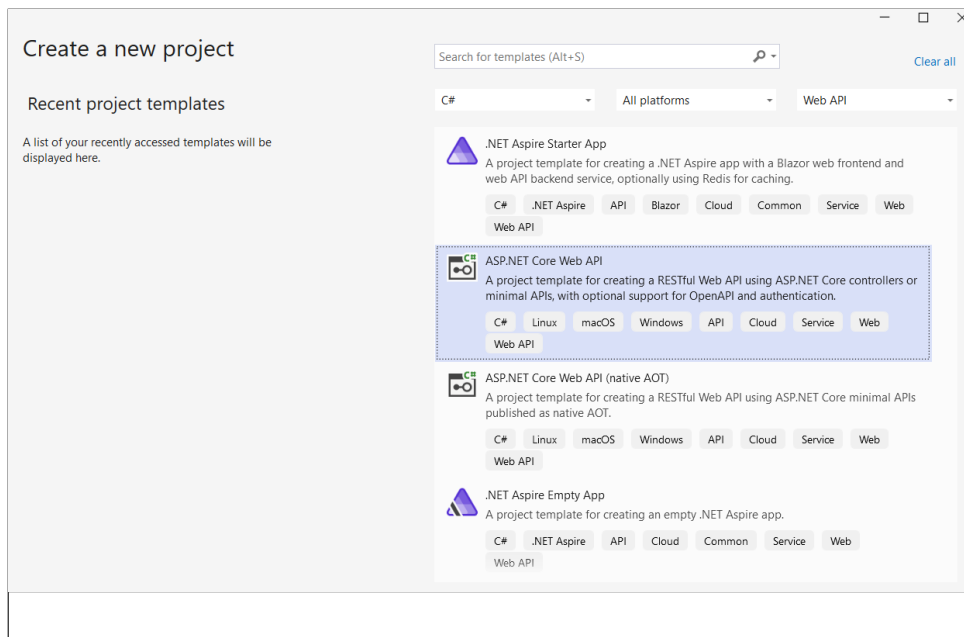 Create a new project
Search for templates (Alt+S)
Clear all
Recent project templates
C#
All platforms
Web API
A list of your recently accessed templates will be
displayed here.
.NET Aspire Starter App
A project template for creating a .NET Aspire app with a Blazor web frontend and
web API backend service, optionally using Redis for caching.
C# .NET Aspire API Blazor Cloud Common Service Web
Web API
C#
ASP.NET Core Web API
A project template for creating a RESTful Web API using ASP.NET Core controllers or
minimal APIs, with optional support for OpenAPI and authentication.
C# Linux macOS Windows API Cloud Service Web
Web API
C#
ASP.NET Core Web API (native AOT)
A project template for creating a RESTful Web API using ASP.NET Core minimal APIs
published as native AOT.
C# Linux macOS Windows API Cloud Service Web
Web API
.NET Aspire Empty App
A project template for creating an empty .NET Aspire app.
C# .NET Aspire API Cloud Common Service Web
Web API